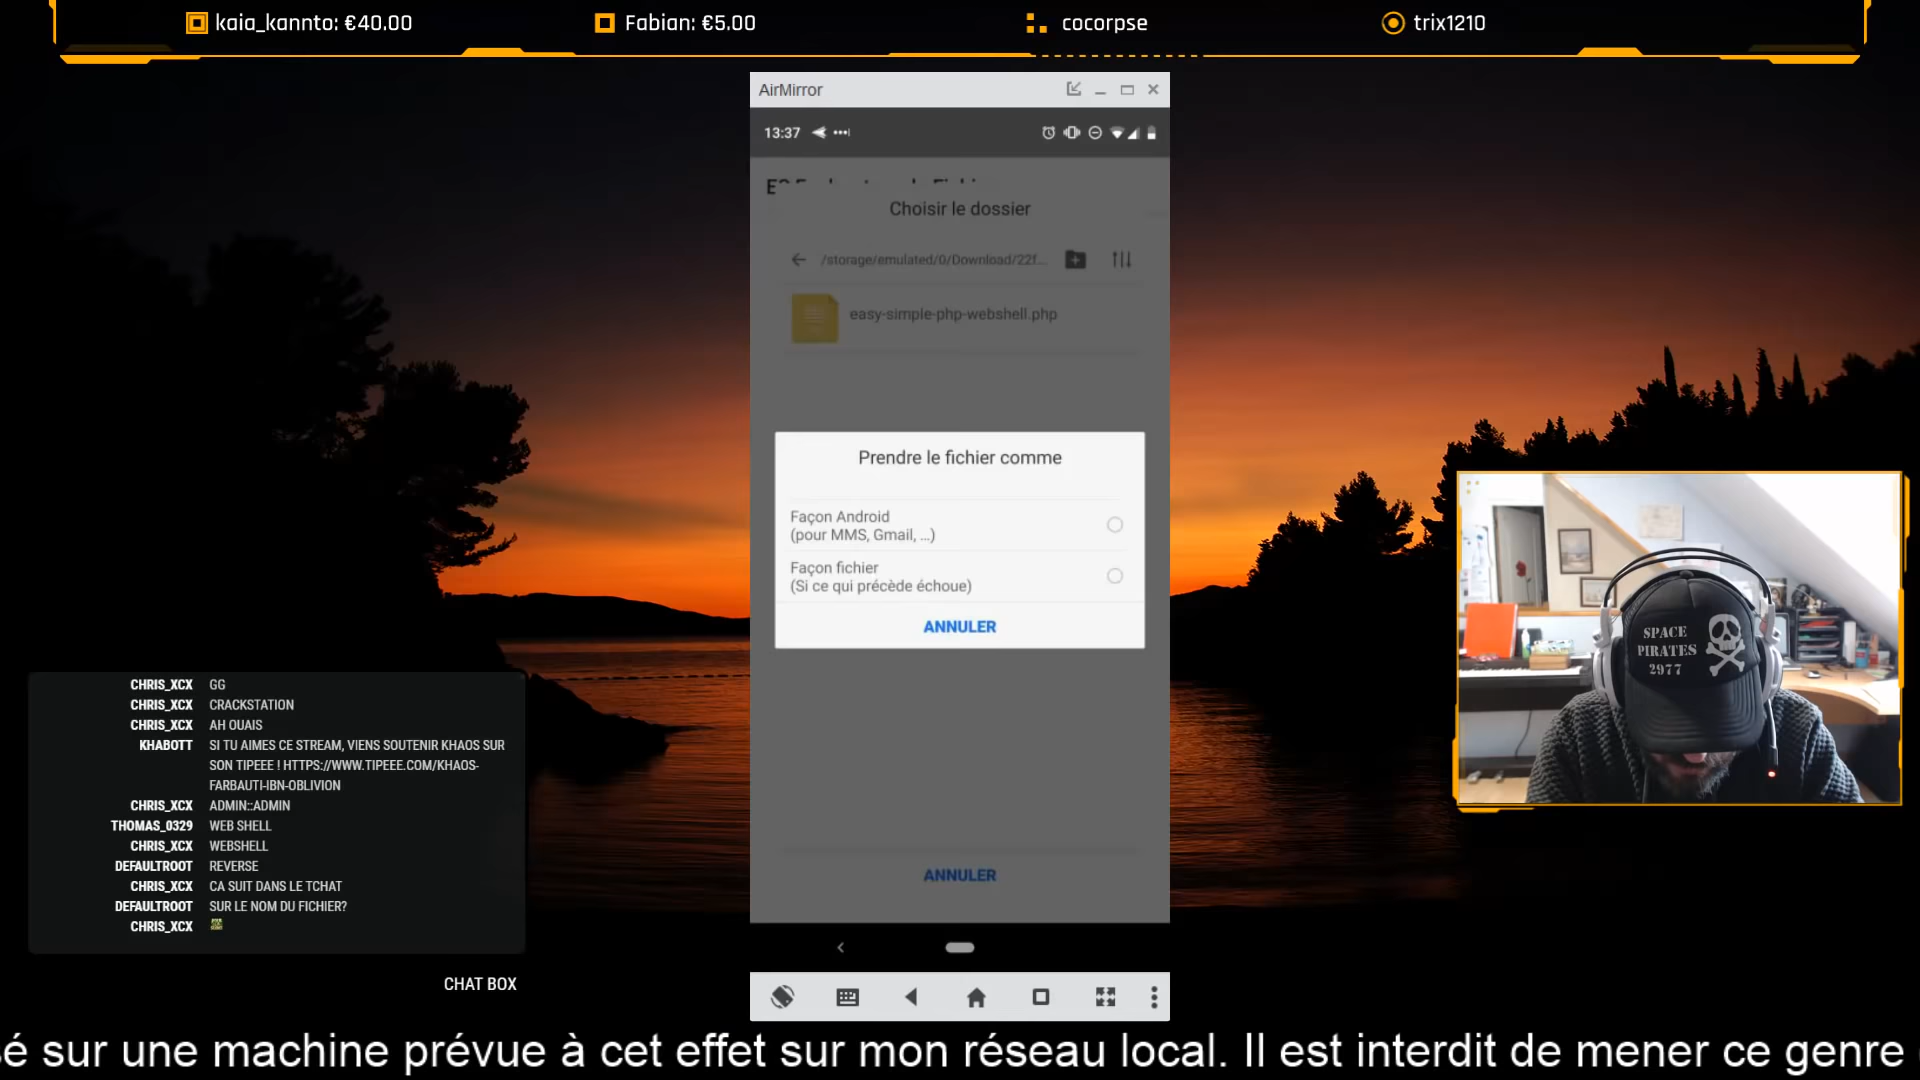 kaia_kannto: €40.00
Fabian: €5.00
cocorpse
trix1210
AirMirror
13:37
Choisir le dossier
/storage/emulated/0/Download/22f...
easy-simple-php-webshell.php
Prendre le fichier comme
Façon Android
(pour MMS, Gmail, ...)
Façon fichier
(Si ce qui précède échoue)
ANNULER
ANNULER
SPACE
PIRATES
2977
CHRIS_XCX GG
CHRIS_XCX CRACKSTATION
CHRIS_XCX AH OUAIS
KHABOTT SI TU AIMES CE STREAM, VIENS SOUTENIR KHAOS SUR
SON TIPEEE ! HTTPS://WWW.TIPEEE.COM/KHAOS-
FARBAUTI-IBN-OBLIVION
CHRIS_XCX ADMIN::ADMIN
THOMAS_0329 WEB SHELL
CHRIS_XCX WEBSHELL
DEFAULTROOT REVERSE
CHRIS_XCX CA SUIT DANS LE TCHAT
DEFAULTROOT SUR LE NOM DU FICHIER?
CHRIS_XCX
CHAT BOX
sé sur une machine prévue à cet effet sur mon réseau local. Il est interdit de mener ce genre